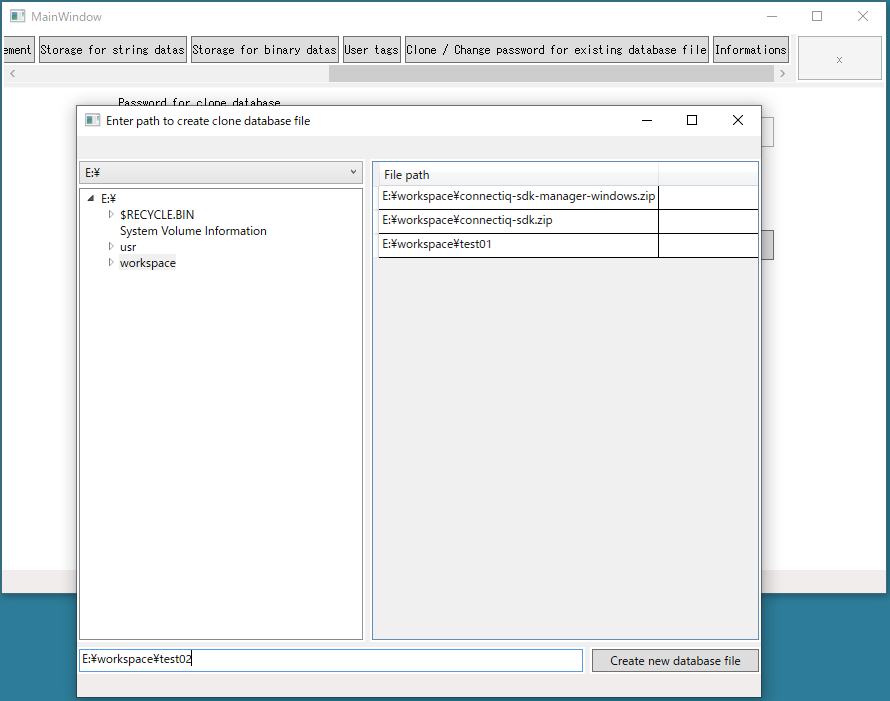 MainWindow
ement Storage for string datas Storage for binary datas User tags Clone / Change password for existing database file Informations x
Password for clone database
Enter path to create clone database file
E:¥
File path
E:¥
$RECYCLE.BIN
System Volume Information
usr
workspace
E:¥workspace¥connectiq-sdk-manager-windows.zip
E:¥workspace¥connectiq-sdk.zip
E:¥workspace¥test01
E:¥workspace¥test02
Create new database file